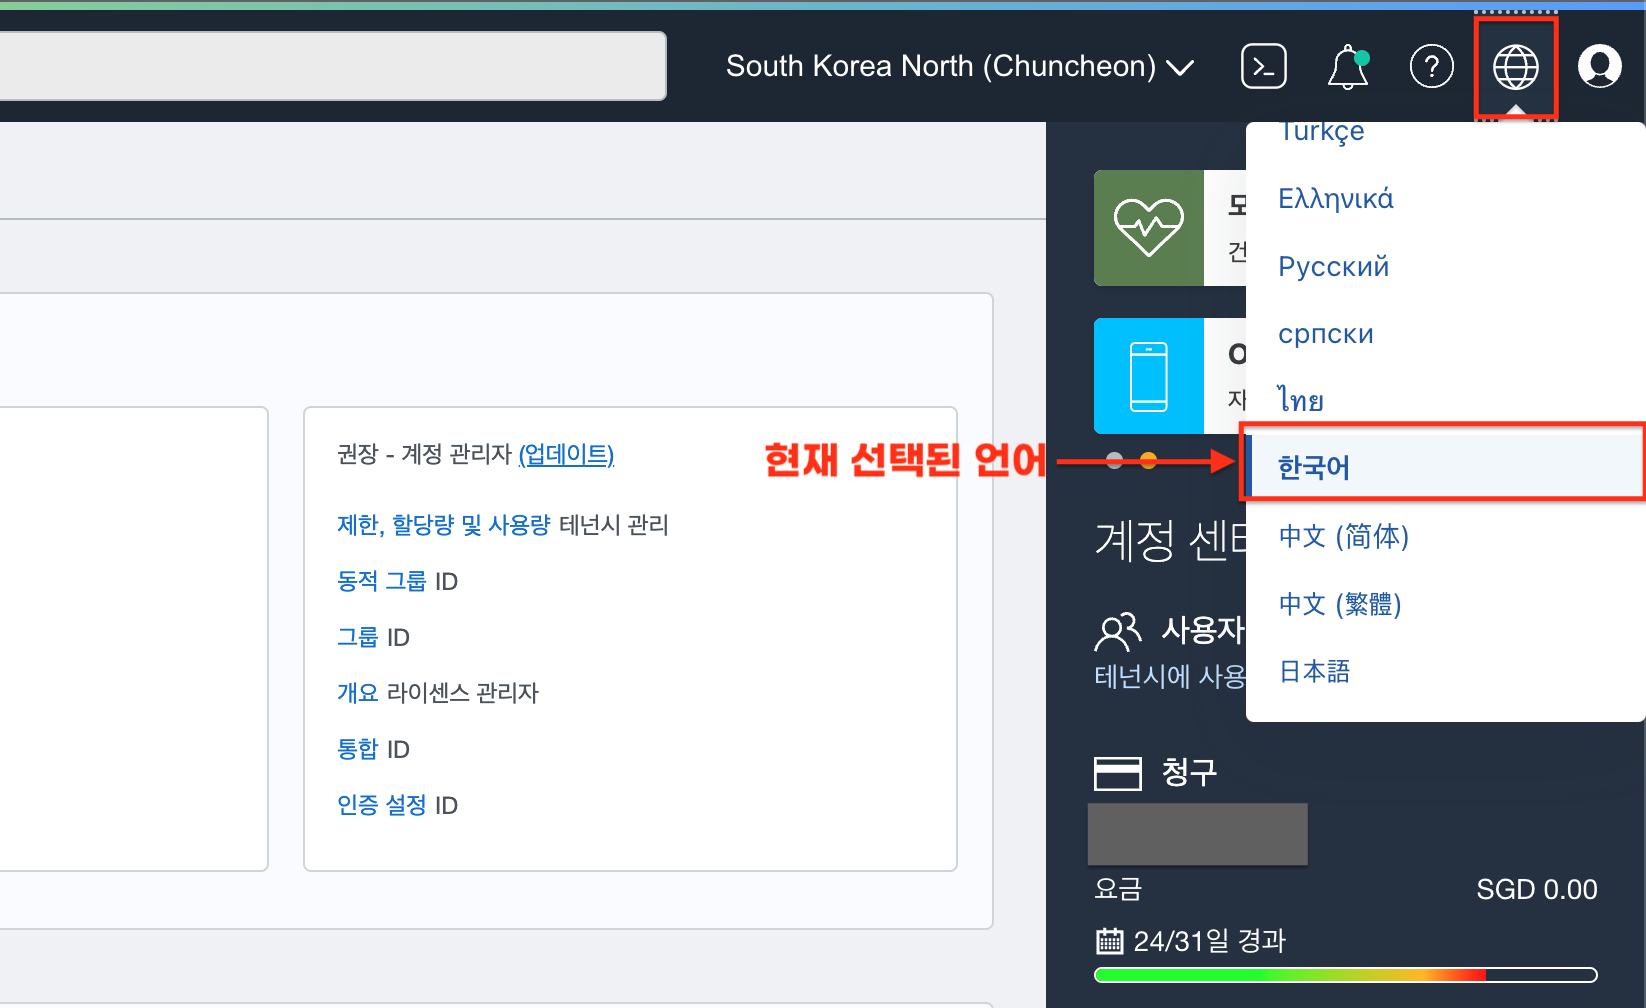 South Korea North (Chuncheon)
Türkçe
Ελληνικά
Русский
српски
ไทย
한국어
中文 (简体)
中文 (繁體)
日本語
현재 선택된 언어
권장 - 계정 관리자 (업데이트)
제한, 할당량 및 사용량 테넌시 관리
동적 그룹 ID
그룹 ID
개요 라이센스 관리자
통합 ID
인증 설정 ID
계정
사용자
테넌시에 사용
청구
요금 SGD 0.00
24/31일 경과